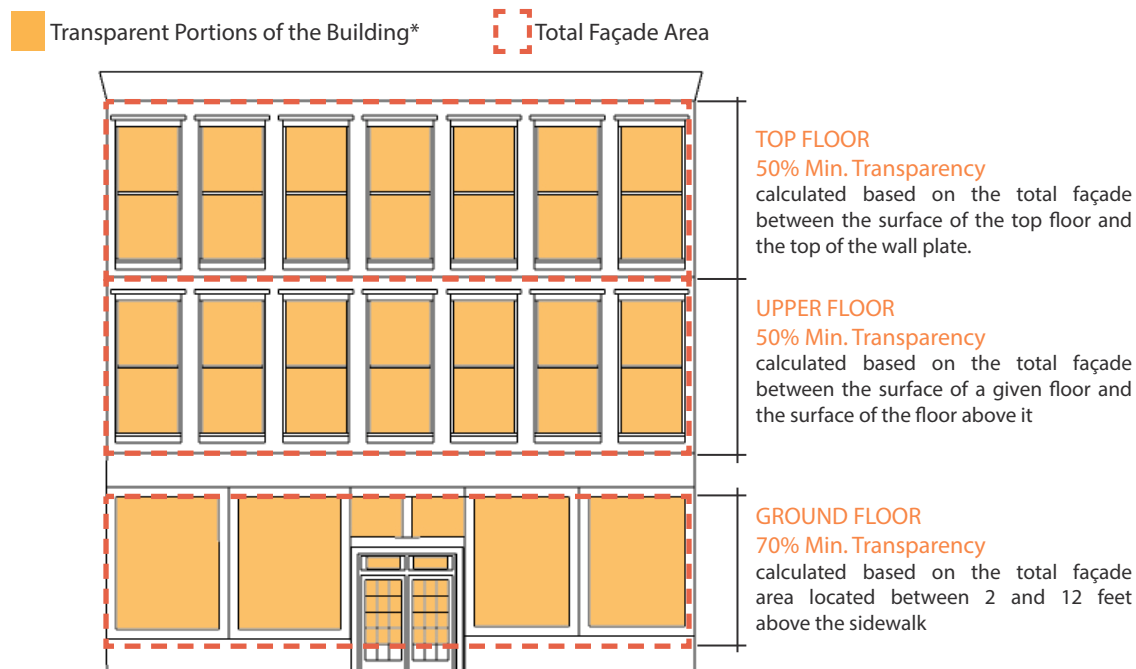 Transparent Portions of the Building*
Total Façade Area
TOP FLOOR
50% Min. Transparency
calculated based on the total façade
between the surface of the top floor and
the top of the wall plate.
UPPER FLOOR
50% Min. Transparency
calculated based on the total façade
between the surface of a given floor and
the surface of the floor above it
GROUND FLOOR
70% Min. Transparency
calculated based on the total façade
area located between 2 and 12 feet
above the sidewalk